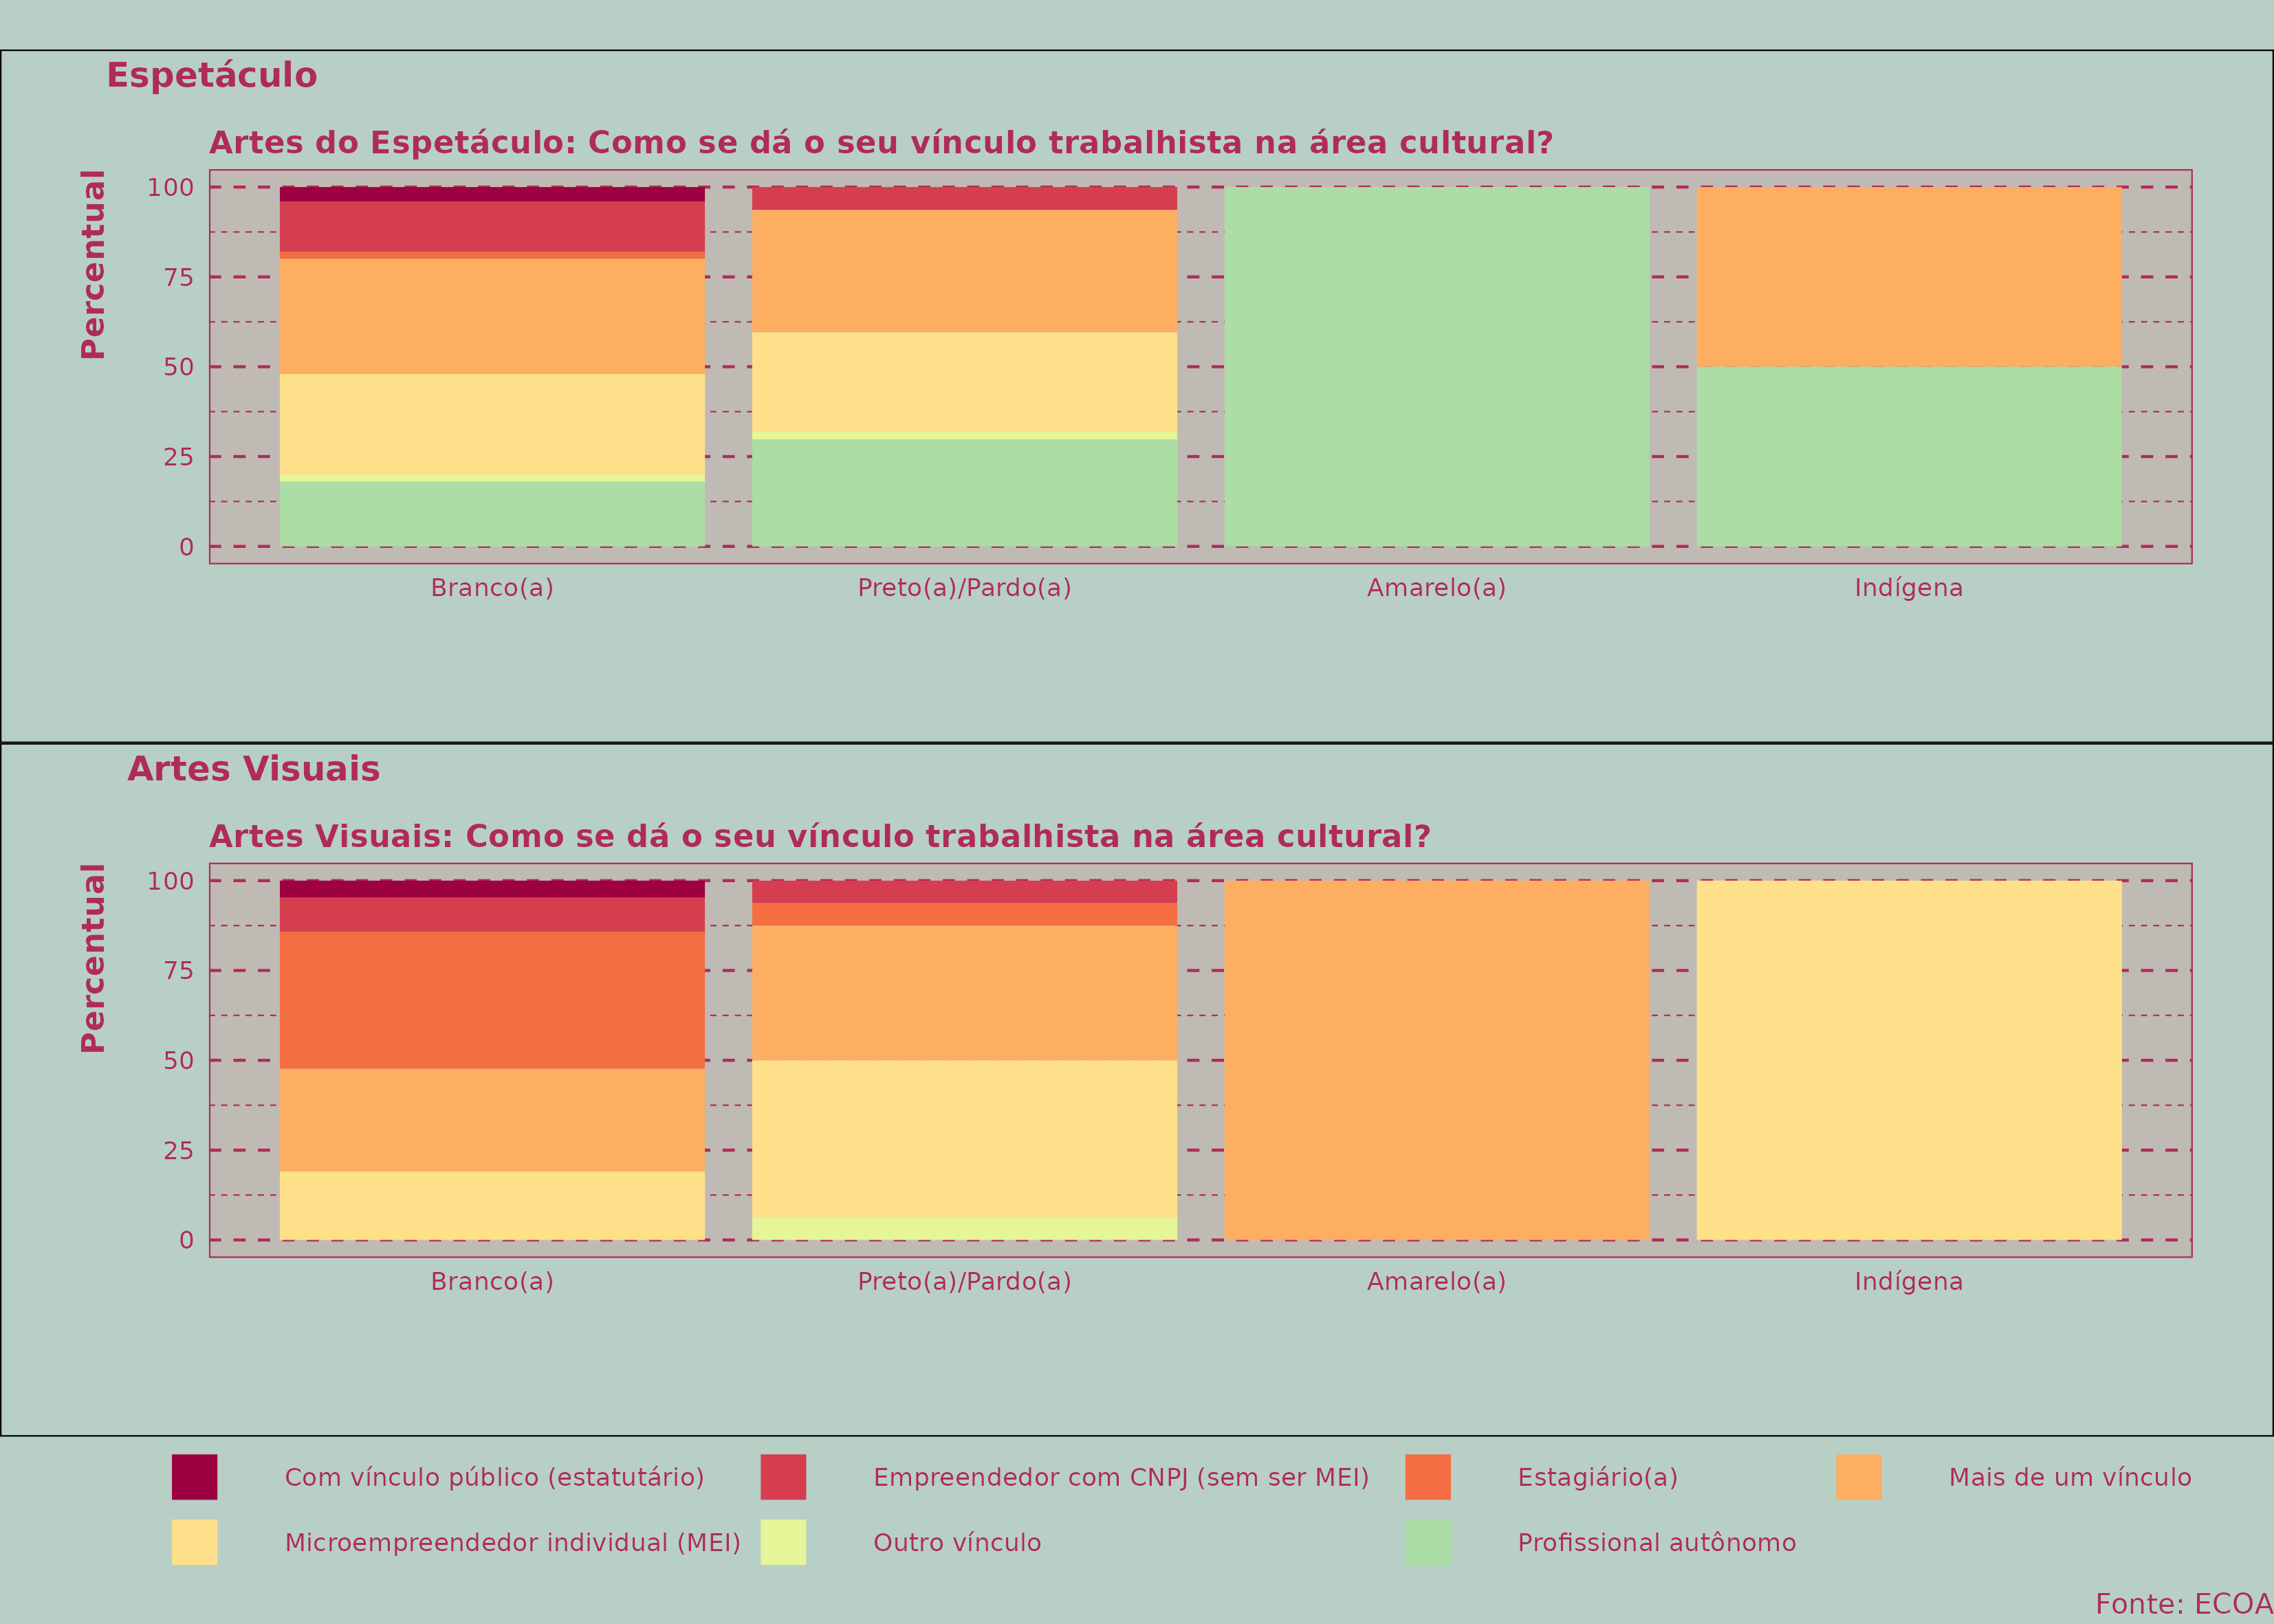 Espetáculo
Artes do Espetáculo: Como se dá o seu vínculo trabalhista na área cultural?
Percentual
100
75
50
25
0
Branco(a) Preto(a)/Pardo(a) Amarelo(a) Indígena
Artes Visuais
Artes Visuais: Como se dá o seu vínculo trabalhista na área cultural?
Percentual
100
75
50
25
0
Branco(a) Preto(a)/Pardo(a) Amarelo(a) Indígena
Com vínculo público (estatutário) Empreendedor com CNPJ (sem ser MEI) Estagiário(a) Mais de um vínculo
Microempreendedor individual (MEI) Outro vínculo Profissional autônomo
Fonte: ECOA